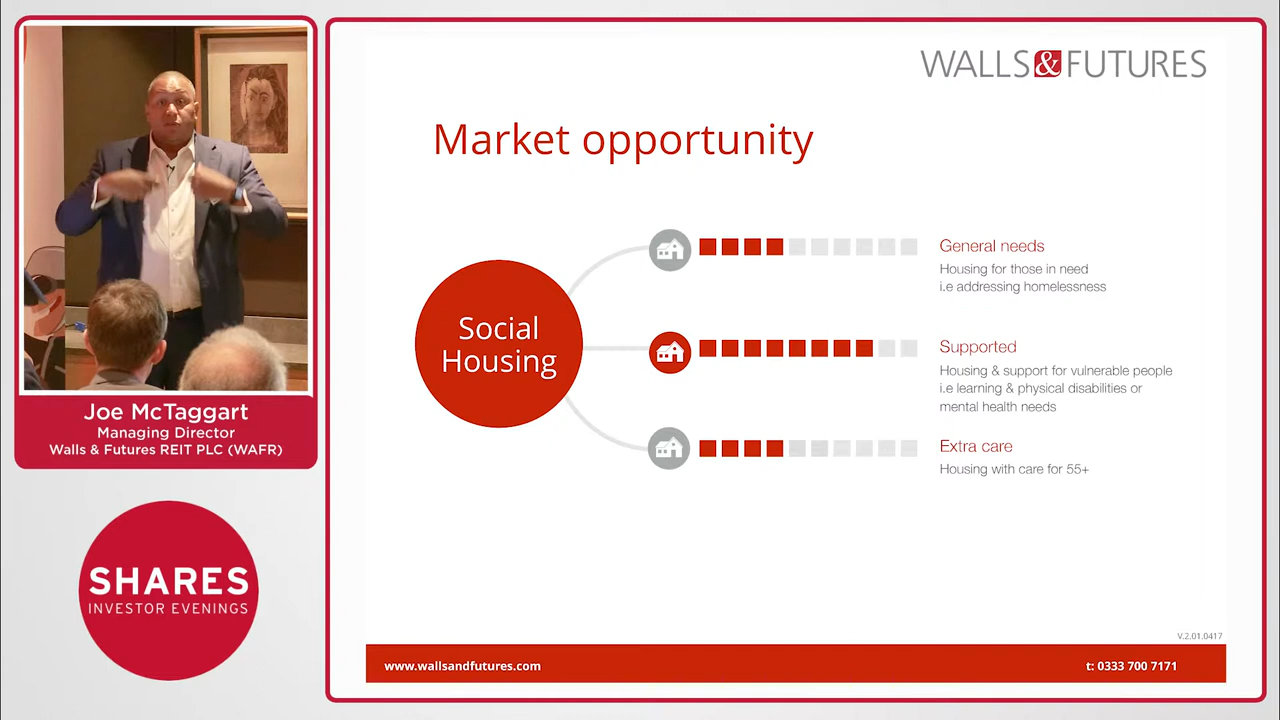 WALLS&FUTURES
Market opportunity
Social
Housing
General needs
Housing for those in need
i.e addressing homelessness
Supported
Housing & support for vulnerable people
i.e learning & physical disabilities or
mental health needs
Extra care
Housing with care for 55+
V.2.01.0417
www.wallsandfutures.com
t: 0333 700 7171
Joe McTaggart
Managing Director
Walls & Futures REIT PLC (WAFR)
SHARES
INVESTOR EVENINGS